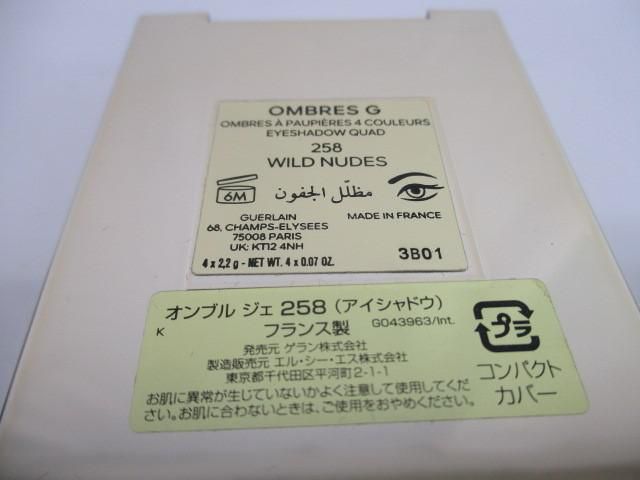 OMBRES G
OMBRES À PAUPIÈRES 4 COULEURS
EYESHADOW QUAD
258
WILD NUDES
6M
مظلّل الجفون
GUERLAIN
68, CHAMPS-ELYSEES
75008 PARIS
UK: KT12 4NH
MADE IN FRANCE
4 x 2,2 g - NET WT. 4 x 0.07 OZ.
3B01
オンブル ジェ 258 (アイシャドウ)
K
フランス製
G043963/Int.
発売元 ゲラン株式会社
製造販売元 エル・シー・エス株式会社
東京都千代田区平河町2-1-1
お肌に異常が生じていないかよく注意して使用してくだ
さい。お肌に合わないときは、ご使用をおやめください。
プラ
コンパクト
カバー